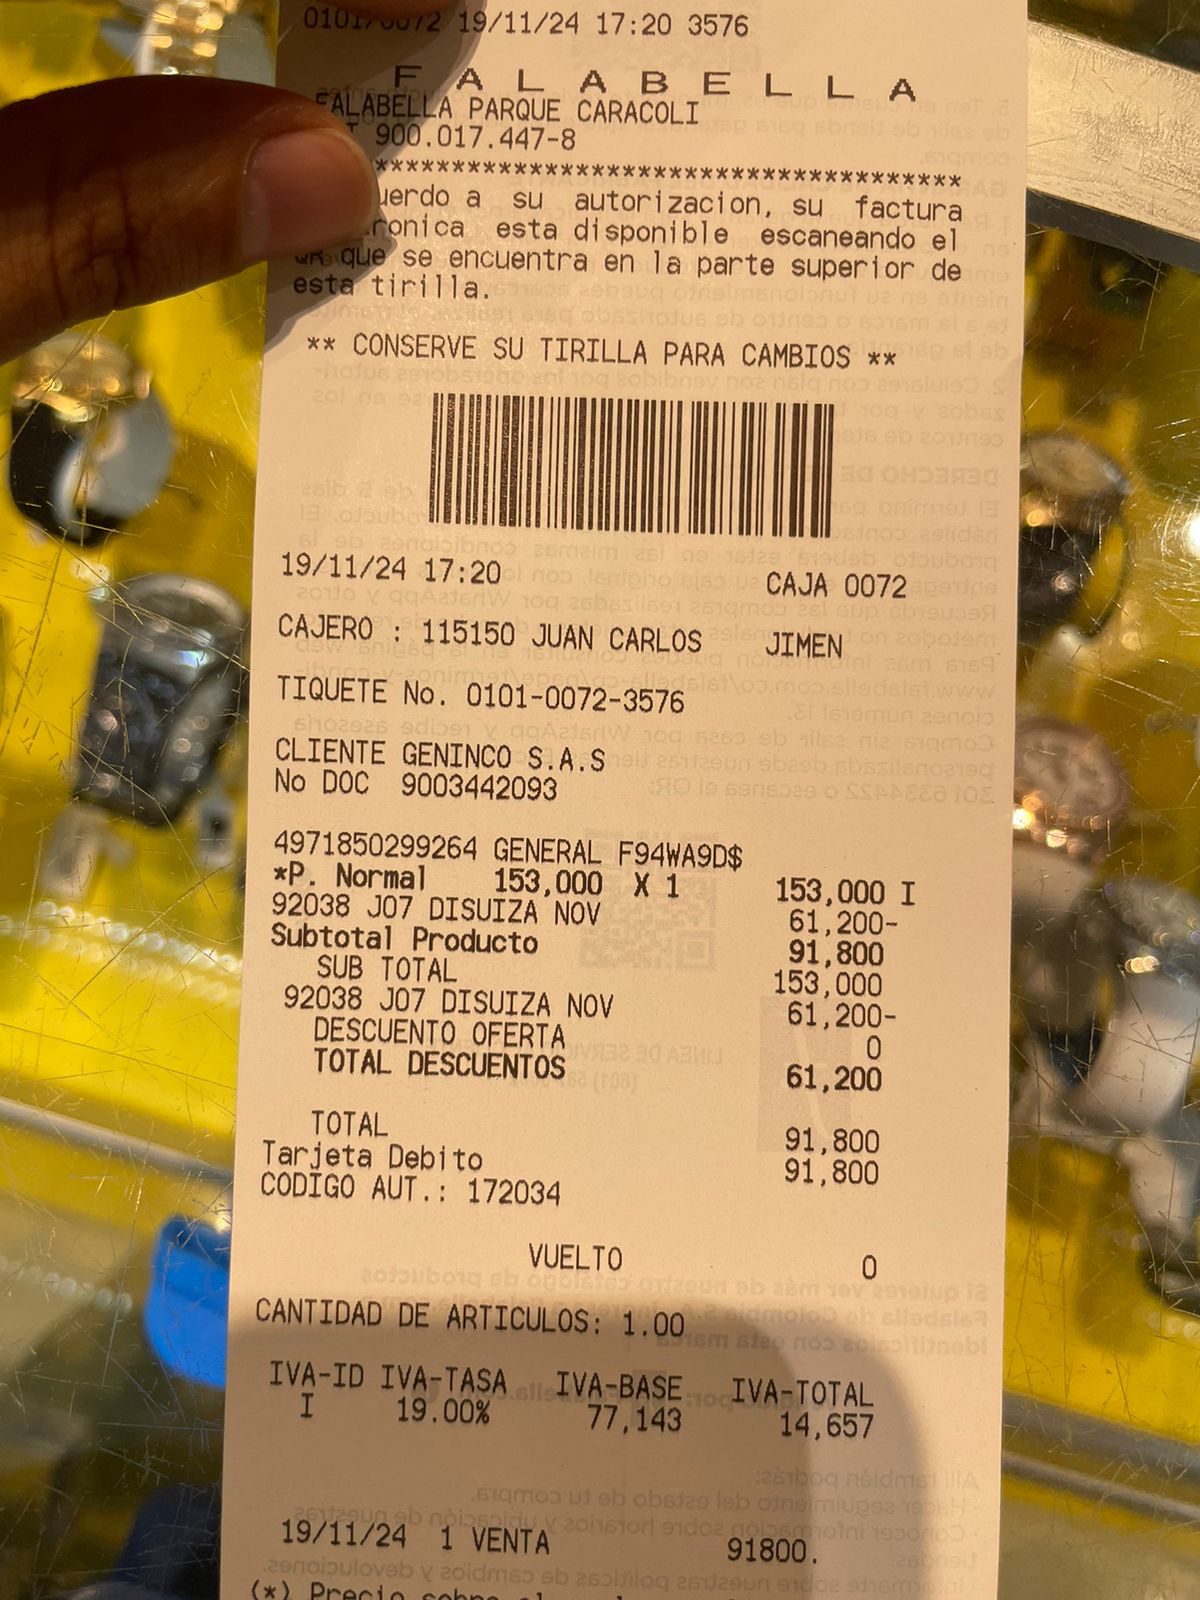 0101/0072 19/11/24 17:20 3576
FALABELLA
FALABELLA PARQUE CARACOLI
900.017.447-8
*************************************
uerdo a su autorizacion, su factura
ronica esta disponible escaneando el
QR que se encuentra en la parte superior de
esta tirilla.
** CONSERVE SU TIRILLA PARA CAMBIOS **
19/11/24 17:20 CAJA 0072
CAJERO : 115150 JUAN CARLOS JIMEN
TIQUETE No. 0101-0072-3576
CLIENTE GENINCO S.A.S
No DOC 9003442093
4971850299264 GENERAL F94WA9D$
*P. Normal 153,000 X 1 153,000 I
92038 J07 DISUIZA NOV 61,200-
Subtotal Producto 91,800
SUB TOTAL 153,000
92038 J07 DISUIZA NOV 61,200-
DESCUENTO OFERTA 0
TOTAL DESCUENTOS 61,200
TOTAL 91,800
Tarjeta Debito 91,800
CODIGO AUT.: 172034
VUELTO 0
CANTIDAD DE ARTICULOS: 1.00
IVA-ID IVA-TASA IVA-BASE IVA-TOTAL
I 19.00% 77,143 14,657
19/11/24 1 VENTA 91800.
(*) Precio sobre el